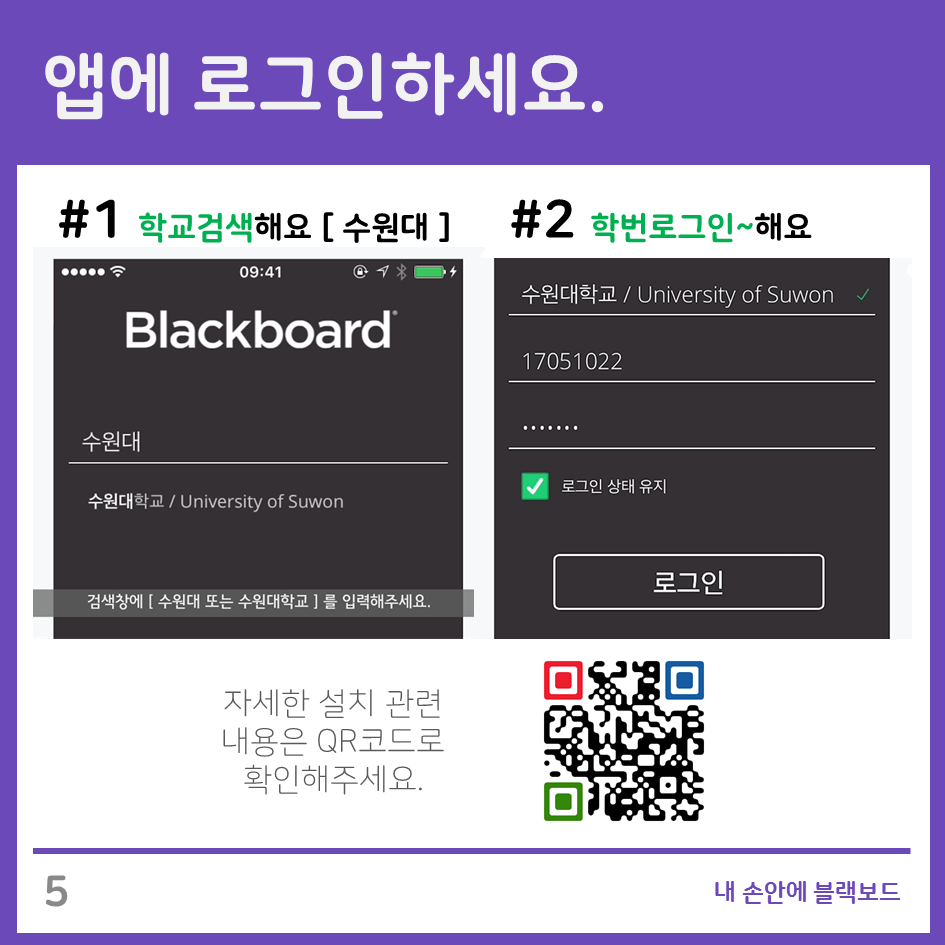 앱에 로그인하세요.
#1 학교검색해요 [ 수원대 ]
09:41
Blackboard
수원대
수원대학교 / University of Suwon
검색창에 [ 수원대 또는 수원대학교 ] 를 입력해주세요.
#2 학번로그인~해요
수원대학교 / University of Suwon
17051022
·······
로그인 상태 유지
로그인
자세한 설치 관련
내용은 QR코드로
확인해주세요.
5
내 손안에 블랙보드